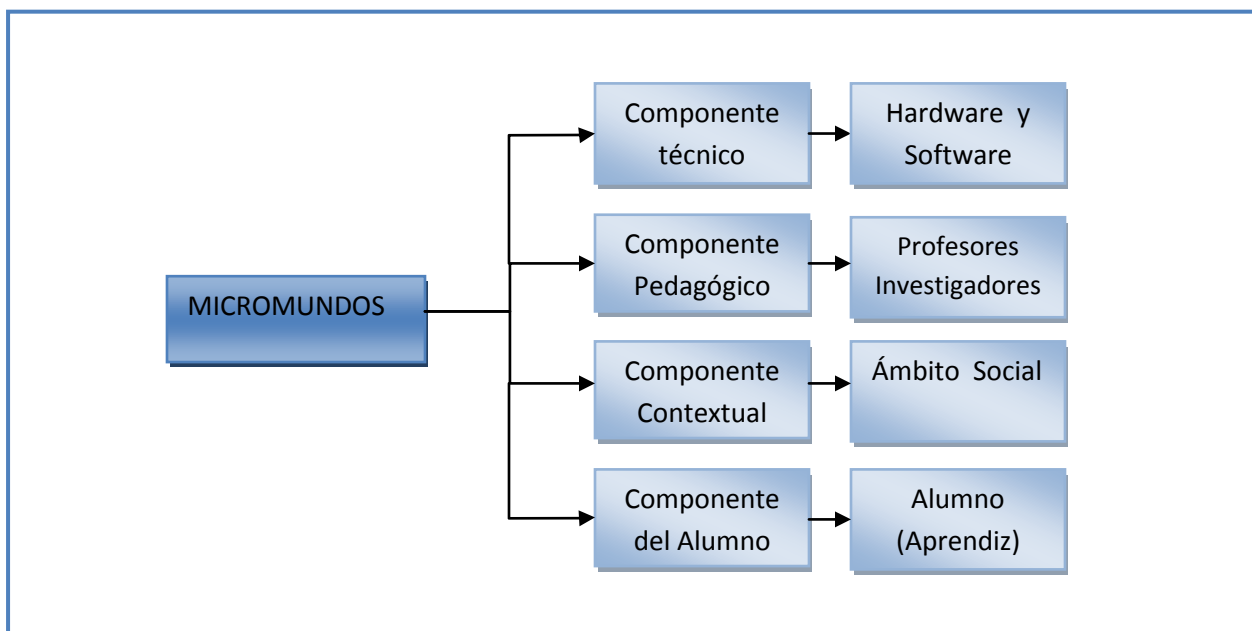 MICROMUNDOS
Componente
técnico
Hardware y
Software
Componente
Pedagógico
Profesores
Investigadores
Componente
Contextual
Ámbito Social
Componente
del Alumno
Alumno
(Aprendiz)